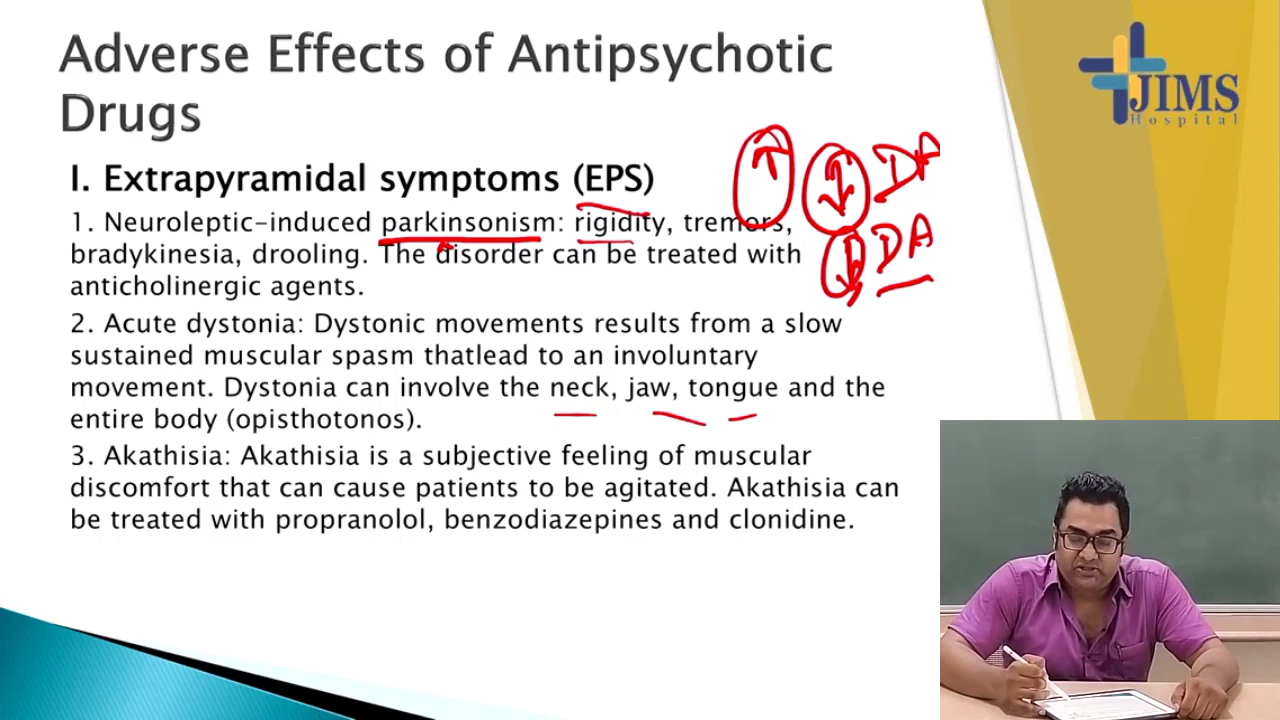 Adverse Effects of Antipsychotic
Drugs
JIMS
Hospital
I. Extrapyramidal symptoms (EPS)
DA
1. Neuroleptic-induced parkinsonism: rigidity, tremors,
DA
bradykinesia, drooling. The disorder can be treated with
anticholinergic agents.
2. Acute dystonia: Dystonic movements results from a slow
sustained muscular spasm thatlead to an involuntary
movement. Dystonia can involve the neck, jaw, tongue and the
entire body (opisthotonos).
3. Akathisia: Akathisia is a subjective feeling of muscular
discomfort that can cause patients to be agitated. Akathisia can
be treated with propranolol, benzodiazepines and clonidine.